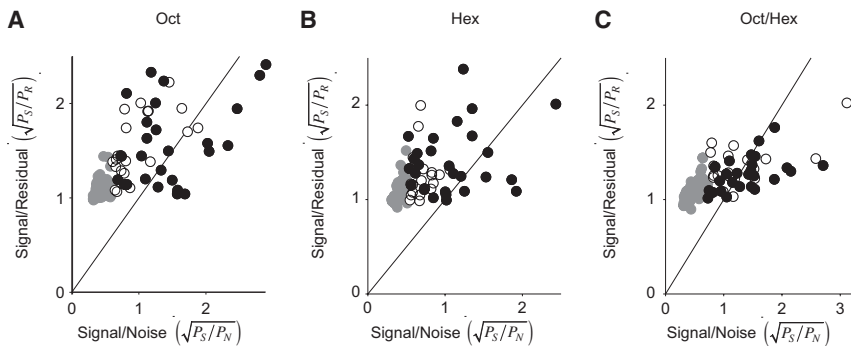 A
Oct
B
Hex
C
Oct/Hex
Signal/Residual (√P_S/P_R)
2
1
0
0
1
2
Signal/Noise (√P_S/P_N)
Signal/Residual (√P_S/P_R)
2
1
0
0
1
2
Signal/Noise (√P_S/P_N)
Signal/Residual (√P_S/P_R)
2
1
0
0
1
2
3
Signal/Noise (√P_S/P_N)